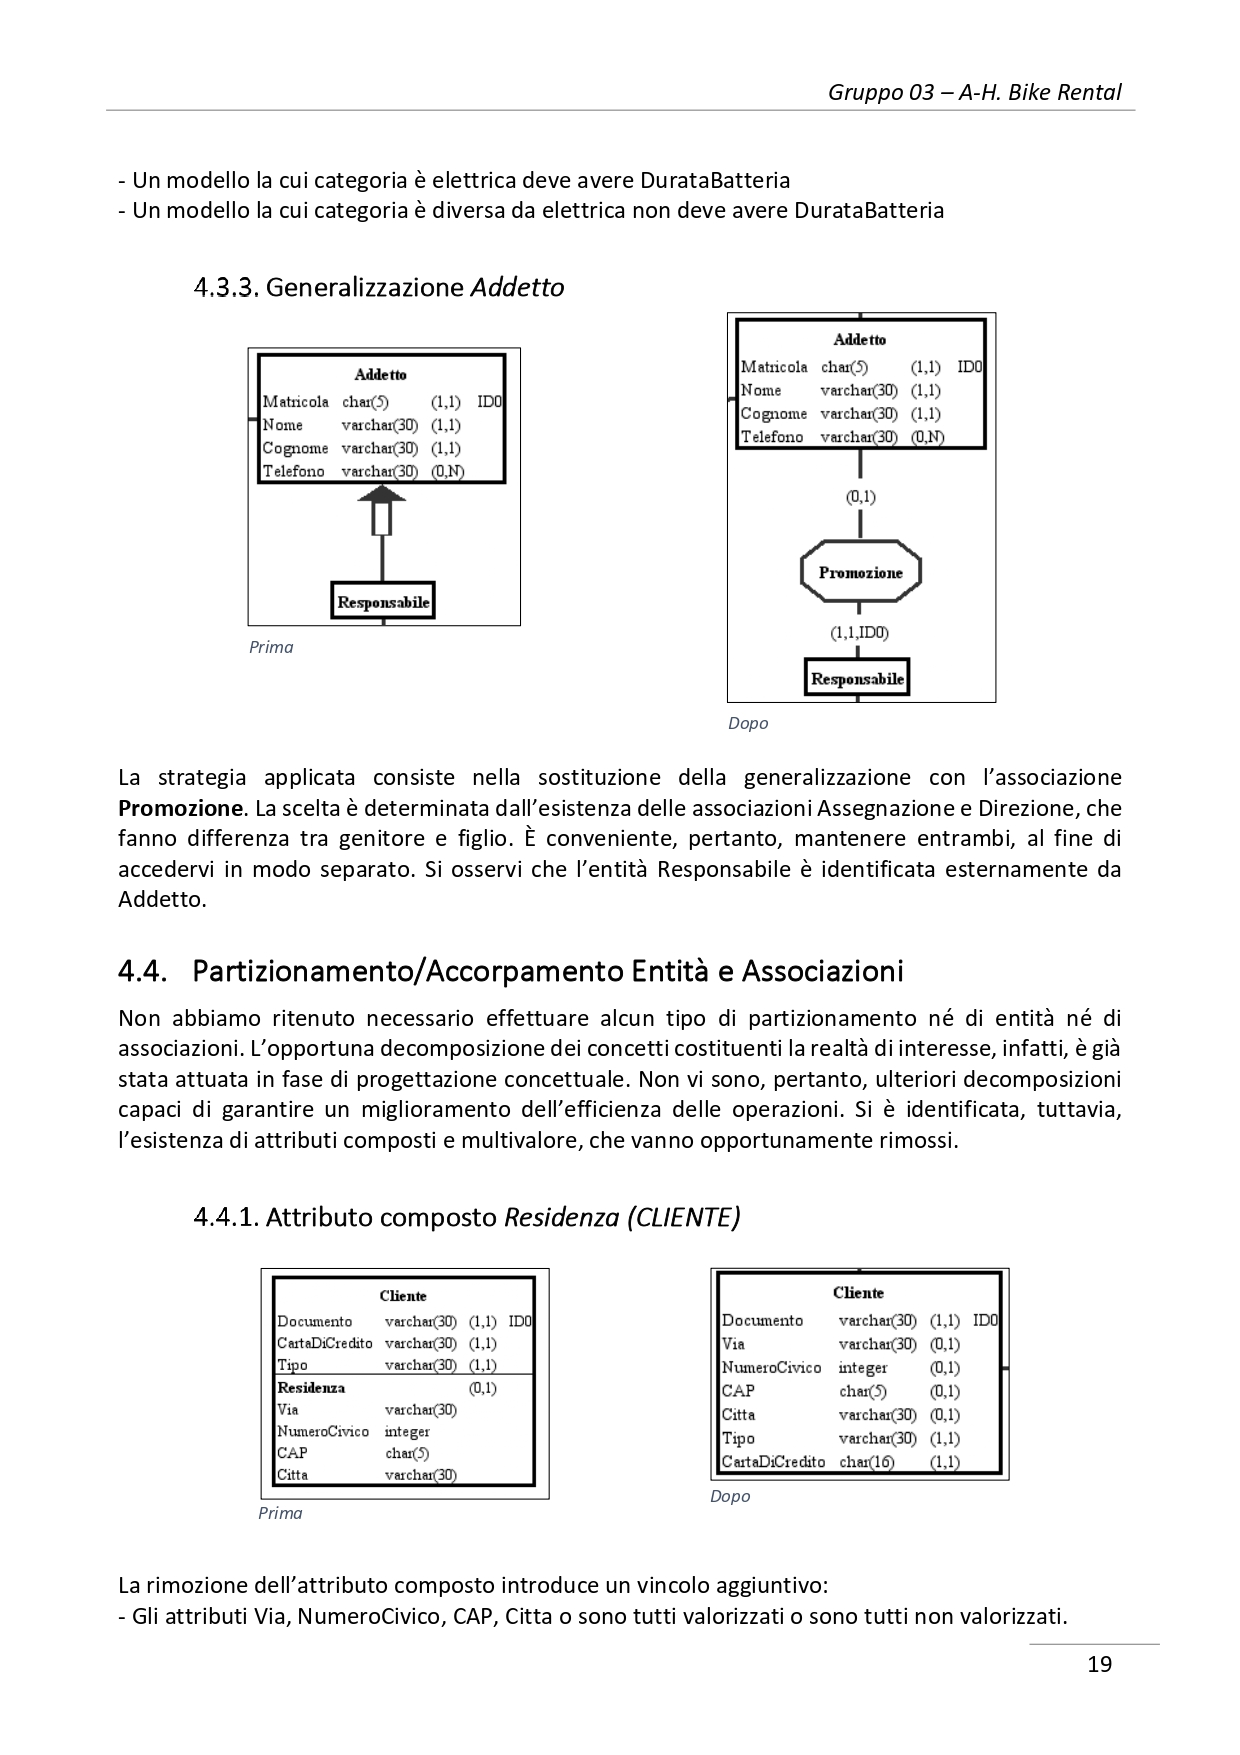 Gruppo 03 – A-H. Bike Rental
- Un modello la cui categoria è elettrica deve avere DurataBatteria
- Un modello la cui categoria è diversa da elettrica non deve avere DurataBatteria
4.3.3. Generalizzazione Addetto
Addetto
Matricola char(5) (1,1) ID0
Nome varchar(30) (1,1)
Cognome varchar(30) (1,1)
Telefono varchar(30) (0,N)
Responsabile
Prima
Addetto
Matricola char(5) (1,1) ID0
Nome varchar(30) (1,1)
Cognome varchar(30) (1,1)
Telefono varchar(30) (0,N)
(0,1)
Promozione
(1,1,ID0)
Responsabile
Dopo
La strategia applicata consiste nella sostituzione della generalizzazione con l’associazione
Promozione. La scelta è determinata dall’esistenza delle associazioni Assegnazione e Direzione, che
fanno differenza tra genitore e figlio. È conveniente, pertanto, mantenere entrambi, al fine di
accedervi in modo separato. Si osservi che l’entità Responsabile è identificata esternamente da
Addetto.
4.4. Partizionamento/Accorpamento Entità e Associazioni
Non abbiamo ritenuto necessario effettuare alcun tipo di partizionamento né di entità né di
associazioni. L’opportuna decomposizione dei concetti costituenti la realtà di interesse, infatti, è già
stata attuata in fase di progettazione concettuale. Non vi sono, pertanto, ulteriori decomposizioni
capaci di garantire un miglioramento dell’efficienza delle operazioni. Si è identificata, tuttavia,
l’esistenza di attributi composti e multivalore, che vanno opportunamente rimossi.
4.4.1. Attributo composto Residenza (CLIENTE)
Cliente
Documento varchar(30) (1,1) ID0
CartaDiCredito varchar(30) (1,1)
Tipo varchar(30) (1,1)
Residenza (0,1)
Via varchar(30)
NumeroCivico integer
CAP char(5)
Citta varchar(30)
Prima
Cliente
Documento varchar(30) (1,1) ID0
Via varchar(30) (0,1)
NumeroCivico integer (0,1)
CAP char(5) (0,1)
Citta varchar(30) (0,1)
Tipo varchar(30) (1,1)
CartaDiCredito char(16) (1,1)
Dopo
La rimozione dell’attributo composto introduce un vincolo aggiuntivo:
- Gli attributi Via, NumeroCivico, CAP, Citta o sono tutti valorizzati o sono tutti non valorizzati.
19